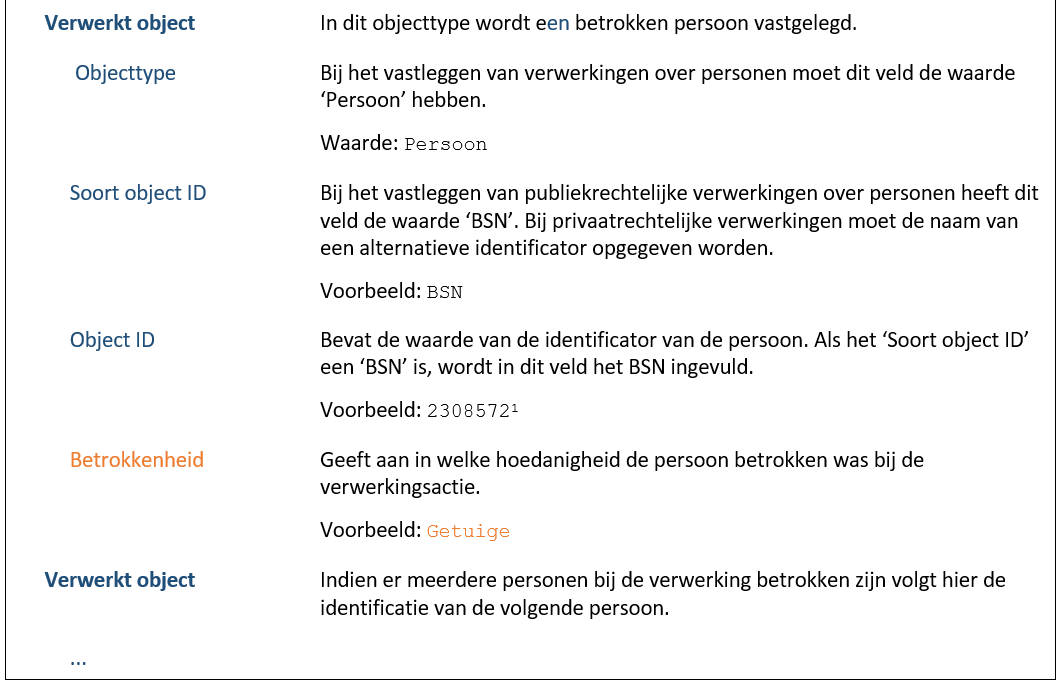 Verwerkt object In dit objecttype wordt een betrokken persoon vastgelegd.
Objecttype Bij het vastleggen van verwerkingen over personen moet dit veld de waarde
‘Persoon’ hebben.
Waarde: Persoon
Soort object ID Bij het vastleggen van publiekrechtelijke verwerkingen over personen heeft dit
veld de waarde ‘BSN’. Bij privaatrechtelijke verwerkingen moet de naam van
een alternatieve identificator opgegeven worden.
Voorbeeld: BSN
Object ID Bevat de waarde van de identificator van de persoon. Als het ‘Soort object ID’
een ‘BSN’ is, wordt in dit veld het BSN ingevuld.
Voorbeeld: 2308572¹
Betrokkenheid Geeft aan in welke hoedanigheid de persoon betrokken was bij de
verwerkingsactie.
Voorbeeld: Getuige
Verwerkt object Indien er meerdere personen bij de verwerking betrokken zijn volgt hier de
identificatie van de volgende persoon.
...